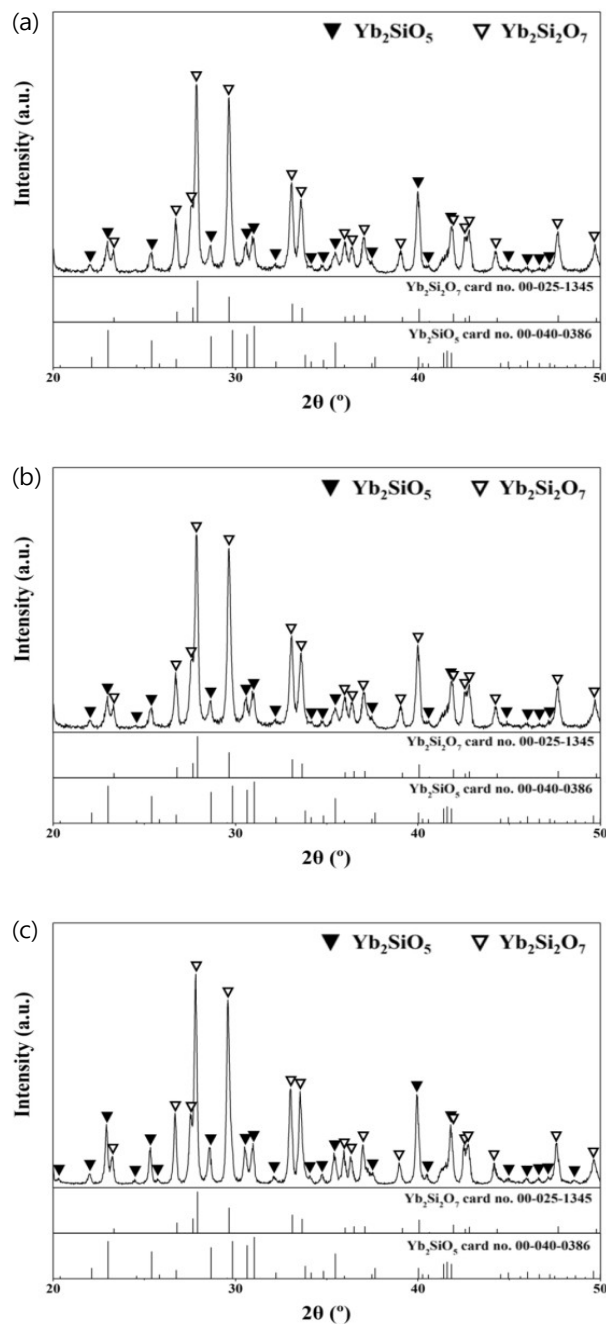 (a)
▼ Yb₂SiO₅ ▽ Yb₂Si₂O₇
Intensity (a.u.)
Yb₂Si₂O₇ card no. 00-025-1345
Yb₂SiO₅ card no. 00-040-0386
20 30 40 50
2θ (º)
(b)
▼ Yb₂SiO₅ ▽ Yb₂Si₂O₇
Intensity (a.u.)
Yb₂Si₂O₇ card no. 00-025-1345
Yb₂SiO₅ card no. 00-040-0386
20 30 40 50
2θ (º)
(c)
▼ Yb₂SiO₅ ▽ Yb₂Si₂O₇
Intensity (a.u.)
Yb₂Si₂O₇ card no. 00-025-1345
Yb₂SiO₅ card no. 00-040-0386
20 30 40 50
2θ (º)